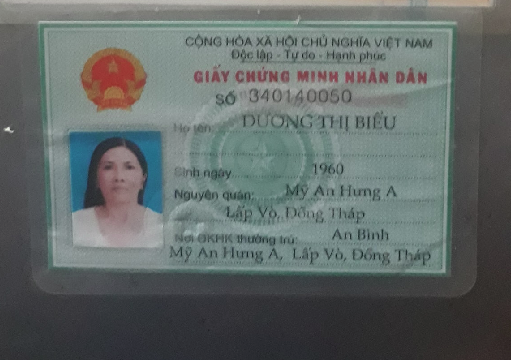 CỘNG HÒA XÃ HỘI CHỦ NGHĨA VIỆT NAM
Độc lập - Tự do - Hạnh phúc
GIẤY CHỨNG MINH NHÂN DÂN
SỐ 340140050
Họ tên: DƯƠNG THỊ BIẾU
Sinh ngày 1960
Nguyên quán: Mỹ An Hưng A
Lấp Vò, Đồng Tháp
Nơi ĐKHK thường trú: An Bình
Mỹ An Hưng A, Lấp Vò, Đồng Tháp